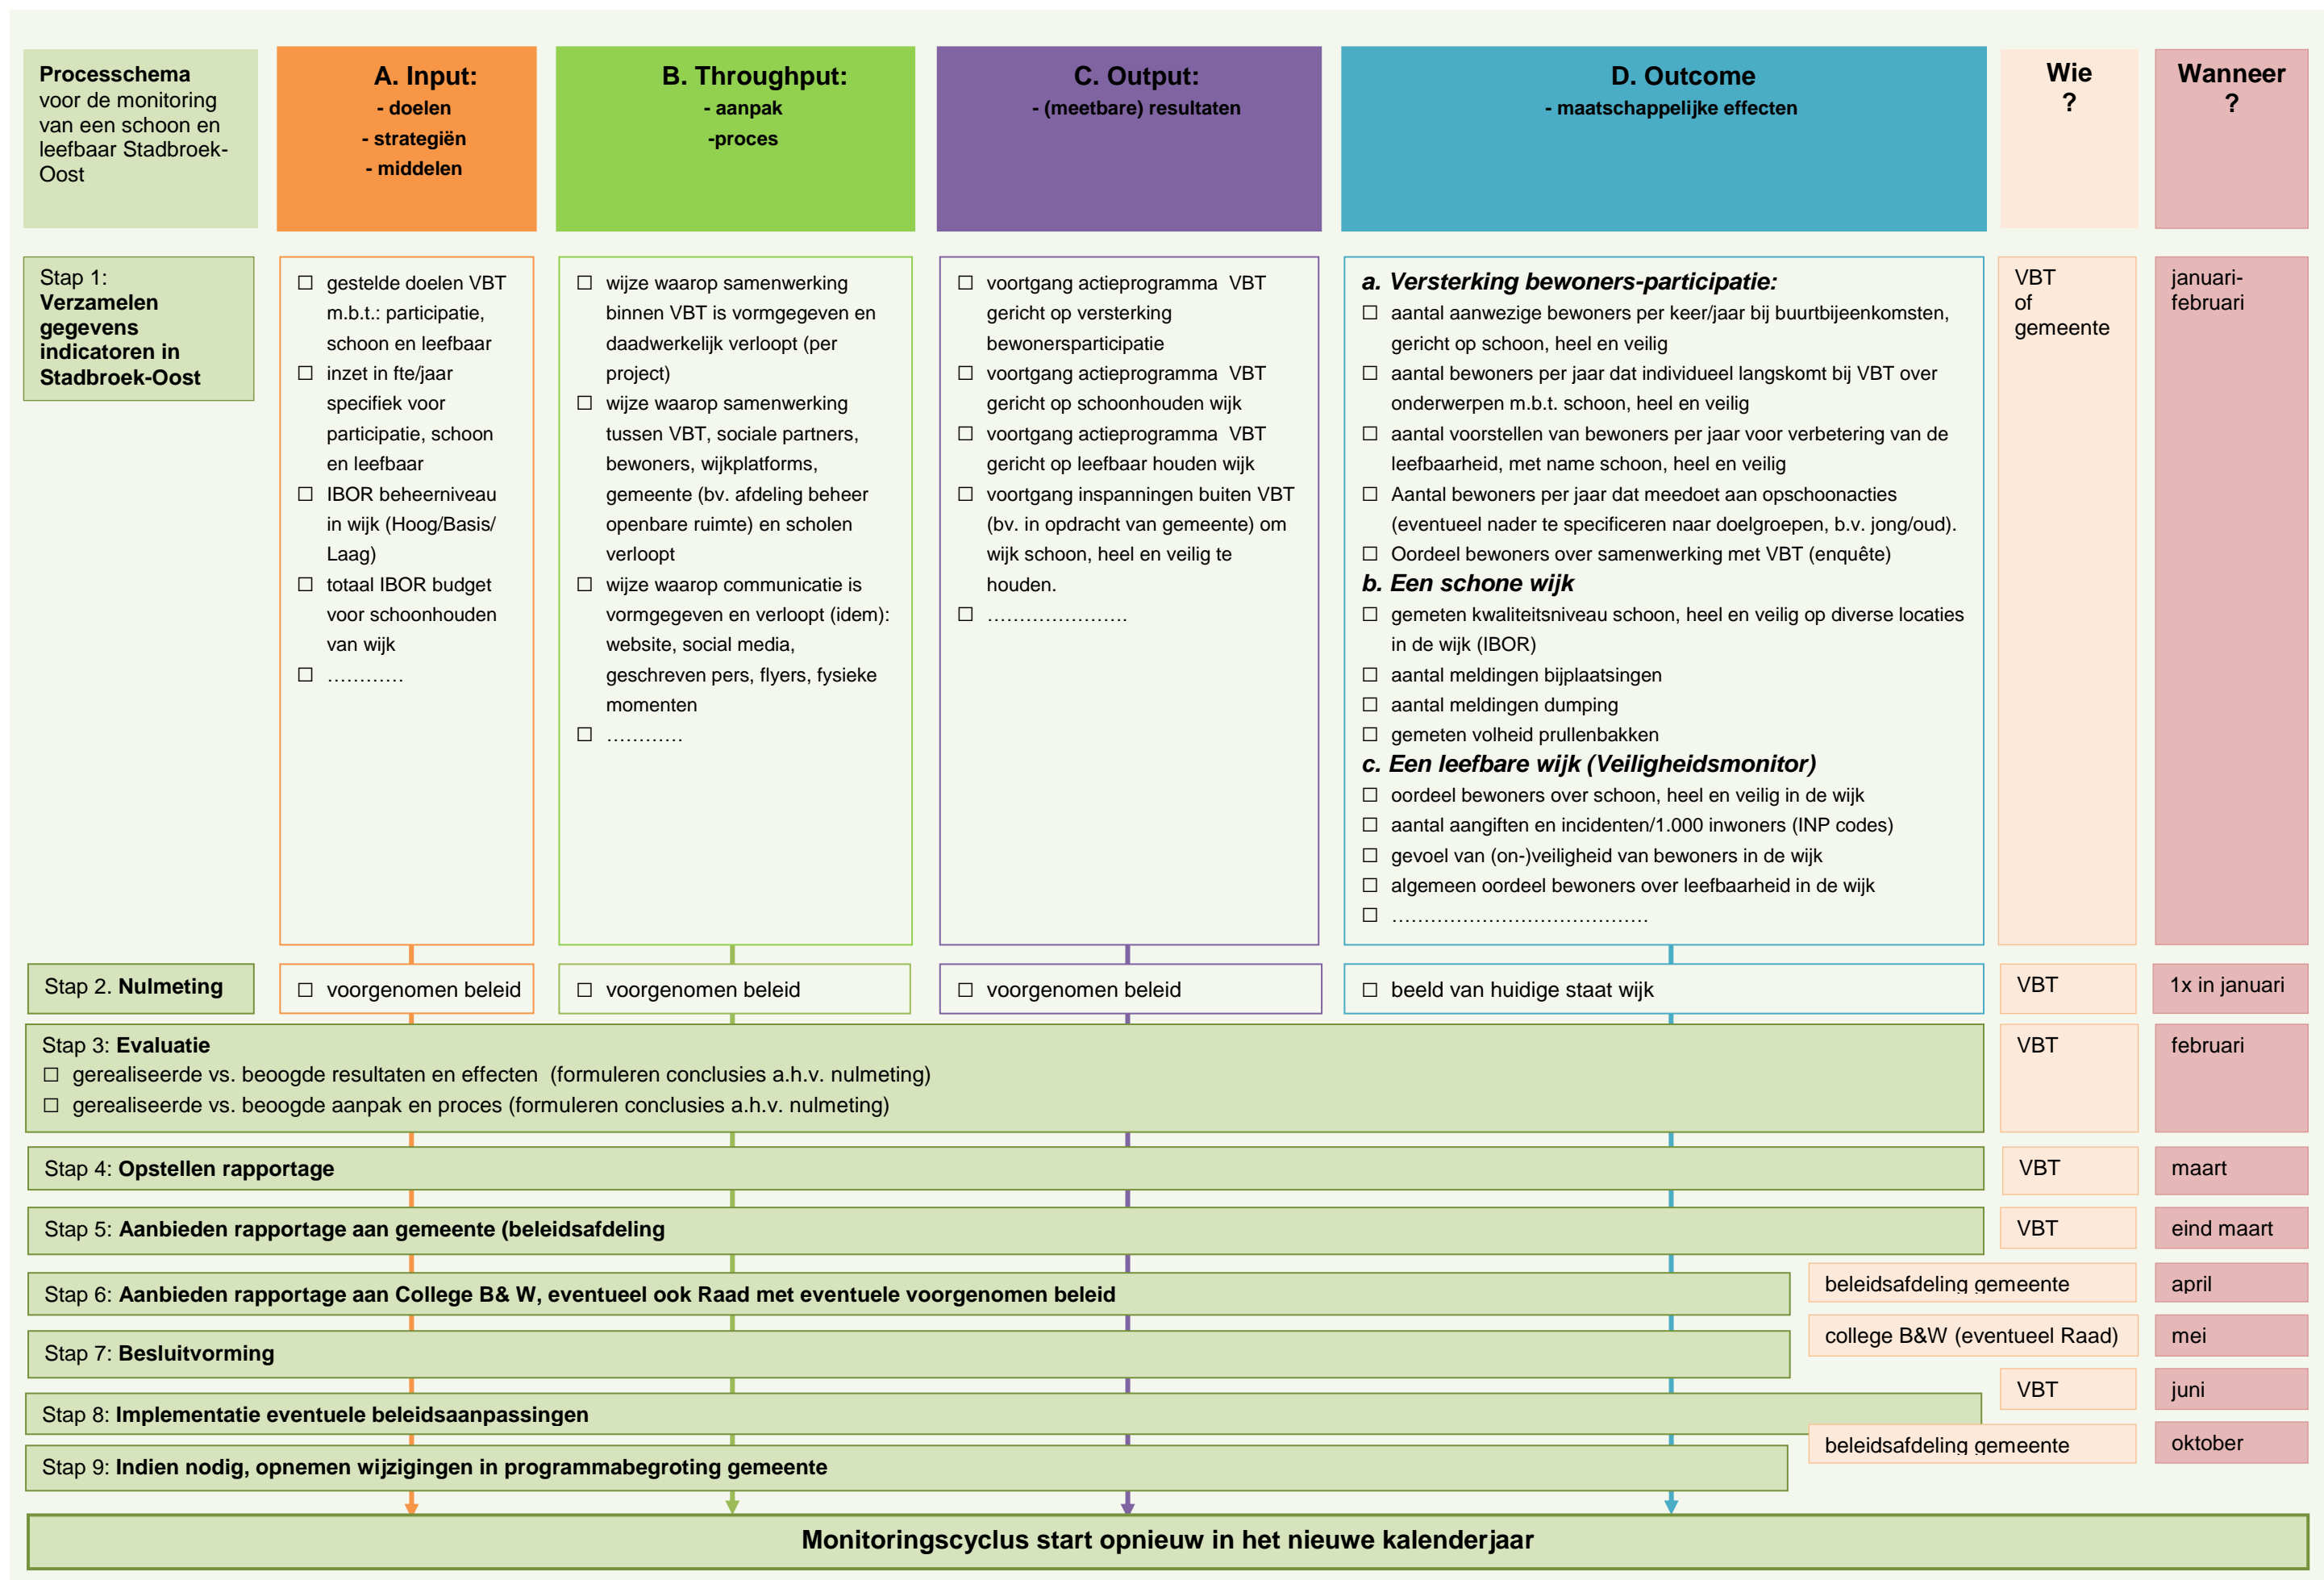 Processchema
voor de monitoring
van een schoon en
leefbaar Stadbroek-
Oost
A. Input:
- doelen
- strategiën
- middelen
B. Throughput:
- aanpak
-proces
C. Output:
- (meetbare) resultaten
D. Outcome
- maatschappelijke effecten
Wie
?
Wanneer
?
Stap 1:
Verzamelen
gegevens
indicatoren in
Stadbroek-Oost
☐ gestelde doelen VBT
m.b.t.: participatie,
schoon en leefbaar
☐ inzet in fte/jaar
specifiek voor
participatie, schoon
en leefbaar
☐ IBOR beheerniveau
in wijk (Hoog/Basis/
Laag)
☐ totaal IBOR budget
voor schoonhouden
van wijk
☐ …………
☐ wijze waarop samenwerking
binnen VBT is vormgegeven en
daadwerkelijk verloopt (per
project)
☐ wijze waarop samenwerking
tussen VBT, sociale partners,
bewoners, wijkplatforms,
gemeente (bv. afdeling beheer
openbare ruimte) en scholen
verloopt
☐ wijze waarop communicatie is
vormgegeven en verloopt (idem):
website, social media,
geschreven pers, flyers, fysieke
momenten
☐ …………
☐ voortgang actieprogramma  VBT
gericht op versterking
bewonersparticipatie
☐ voortgang actieprogramma  VBT
gericht op schoonhouden wijk
☐ voortgang actieprogramma  VBT
gericht op leefbaar houden wijk
☐ voortgang inspanningen buiten VBT
(bv. in opdracht van gemeente) om
wijk schoon, heel en veilig te
houden.
☐ ………………….
a. Versterking bewoners-participatie:
☐ aantal aanwezige bewoners per keer/jaar bij buurtbijeenkomsten,
gericht op schoon, heel en veilig
☐ aantal bewoners per jaar dat individueel langskomt bij VBT over
onderwerpen m.b.t. schoon, heel en veilig
☐ aantal voorstellen van bewoners per jaar voor verbetering van de
leefbaarheid, met name schoon, heel en veilig
☐ Aantal bewoners per jaar dat meedoet aan opschoonacties
(eventueel nader te specificeren naar doelgroepen, b.v. jong/oud).
☐ Oordeel bewoners over samenwerking met VBT (enquête)
b. Een schone wijk
☐ gemeten kwaliteitsniveau schoon, heel en veilig op diverse locaties
in de wijk (IBOR)
☐ aantal meldingen bijplaatsingen
☐ aantal meldingen dumping
☐ gemeten volheid prullenbakken
c. Een leefbare wijk (Veiligheidsmonitor)
☐ oordeel bewoners over schoon, heel en veilig in de wijk
☐ aantal aangiften en incidenten/1.000 inwoners (INP codes)
☐ gevoel van (on-)veiligheid van bewoners in de wijk
☐ algemeen oordeel bewoners over leefbaarheid in de wijk
☐ ………………………………….
VBT
of
gemeente
januari-
februari
Stap 2. Nulmeting
☐ voorgenomen beleid
☐ voorgenomen beleid
☐ voorgenomen beleid
☐ beeld van huidige staat wijk
VBT
1x in januari
Stap 3: Evaluatie
☐ gerealiseerde vs. beoogde resultaten en effecten  (formuleren conclusies a.h.v. nulmeting)
☐ gerealiseerde vs. beoogde aanpak en proces (formuleren conclusies a.h.v. nulmeting)
VBT
februari
Stap 4: Opstellen rapportage
VBT
maart
Stap 5: Aanbieden rapportage aan gemeente (beleidsafdeling
VBT
eind maart
Stap 6: Aanbieden rapportage aan College B& W, eventueel ook Raad met eventuele voorgenomen beleid
beleidsafdeling gemeente
april
Stap 7: Besluitvorming
college B&W (eventueel Raad)
mei
Stap 8: Implementatie eventuele beleidsaanpassingen
VBT
juni
Stap 9: Indien nodig, opnemen wijzigingen in programmabegroting gemeente
beleidsafdeling gemeente
oktober
Monitoringscyclus start opnieuw in het nieuwe kalenderjaar